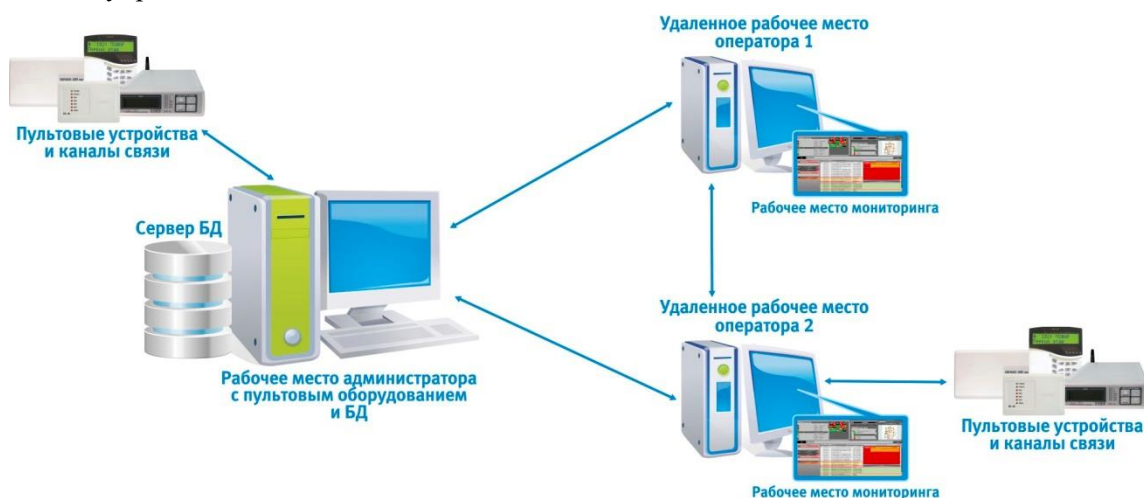 Удаленное рабочее место
оператора 1
Пультовые устройства
и каналы связи
Сервер БД
Рабочее место мониторинга
Рабочее место администратора
с пультовым оборудованием
и БД
Удаленное рабочее место
оператора 2
Пультовые устройства
и каналы связи
Рабочее место мониторинга